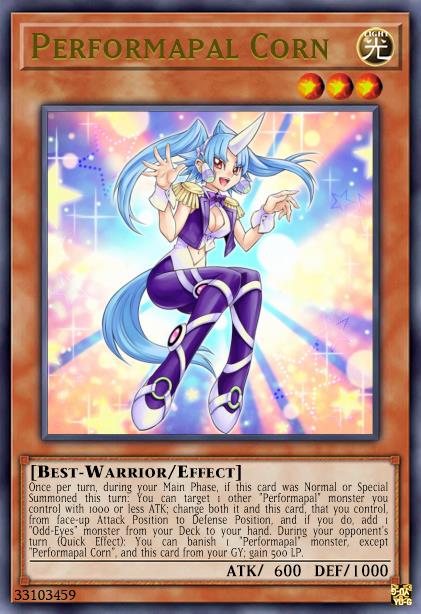 Performapal Corn
LIGHT
光
[Best-Warrior/Effect]
Once per turn, during your Main Phase, if this card was Normal or Special
Summoned this turn: You can target 1 other "Performapal" monster you
control with 1000 or less ATK; change both it and this card, that you control,
from face-up Attack Position to Defense Position, and if you do, add 1
"Odd-Eyes" monster from your Deck to your hand. During your opponent's
turn (Quick Effect): You can banish 1 "Performapal" monster, except
"Performapal Corn", and this card from your GY; gain 500 LP.
ATK/ 600 DEF/1000
33103459